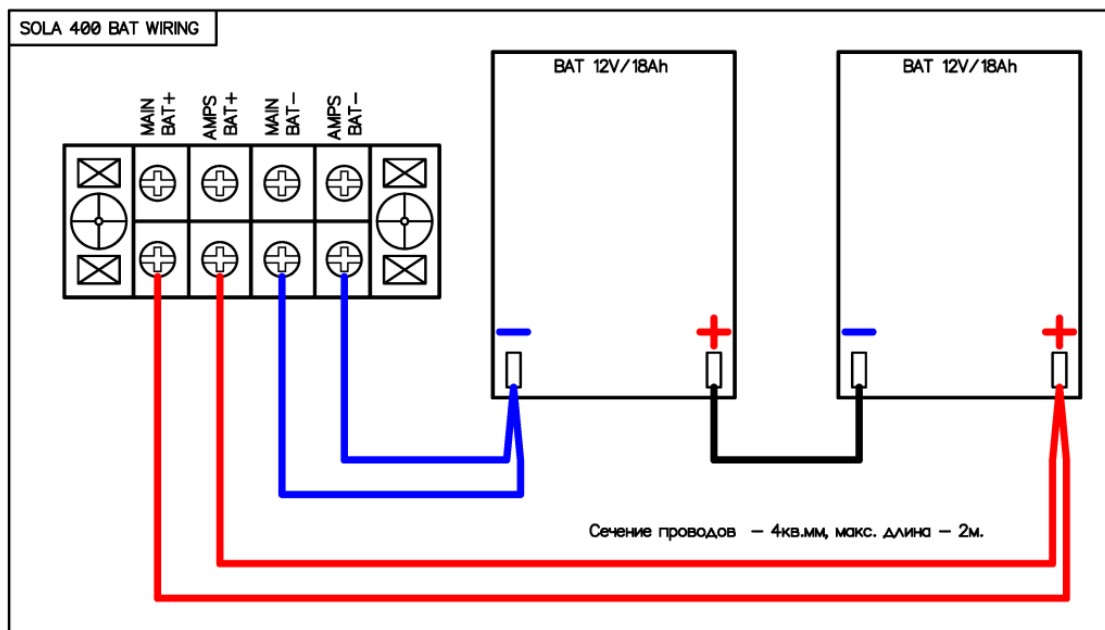 SOLA 400 BAT WIRING
MAIN
BAT+
AMPS
BAT+
MAIN
BAT-
AMPS
BAT-
BAT 12V/18Ah
BAT 12V/18Ah
Сечение проводов - 4кв.мм, макс. длина - 2м.